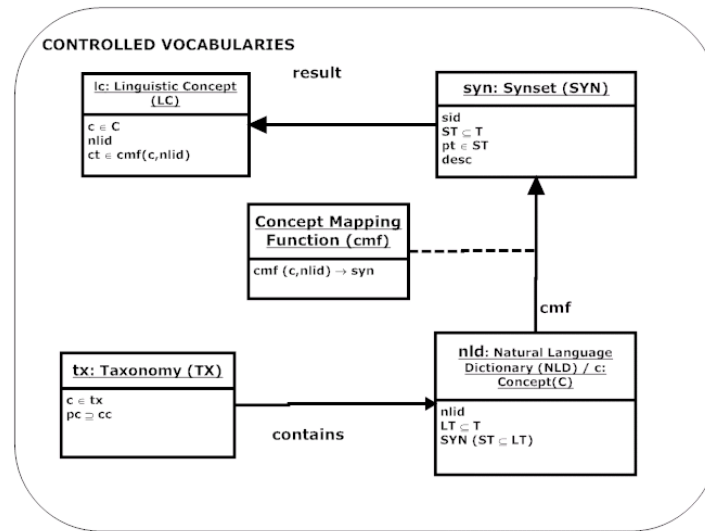 CONTROLLED VOCABULARIES
result
lc: Linguistic Concept
(LC)
c ∈ C
nlid
ct ∈ cmf(c,nlid)
syn: Synset (SYN)
sid
ST ⊆ T
pt ∈ ST
desc
Concept Mapping
Function (cmf)
cmf (c,nlid) → syn
cmf
tx: Taxonomy (TX)
c ∈ tx
pc ⊇ cc
contains
nld: Natural Language
Dictionary (NLD) / c:
Concept(C)
nlid
LT ⊆ T
SYN (ST ⊆ LT)